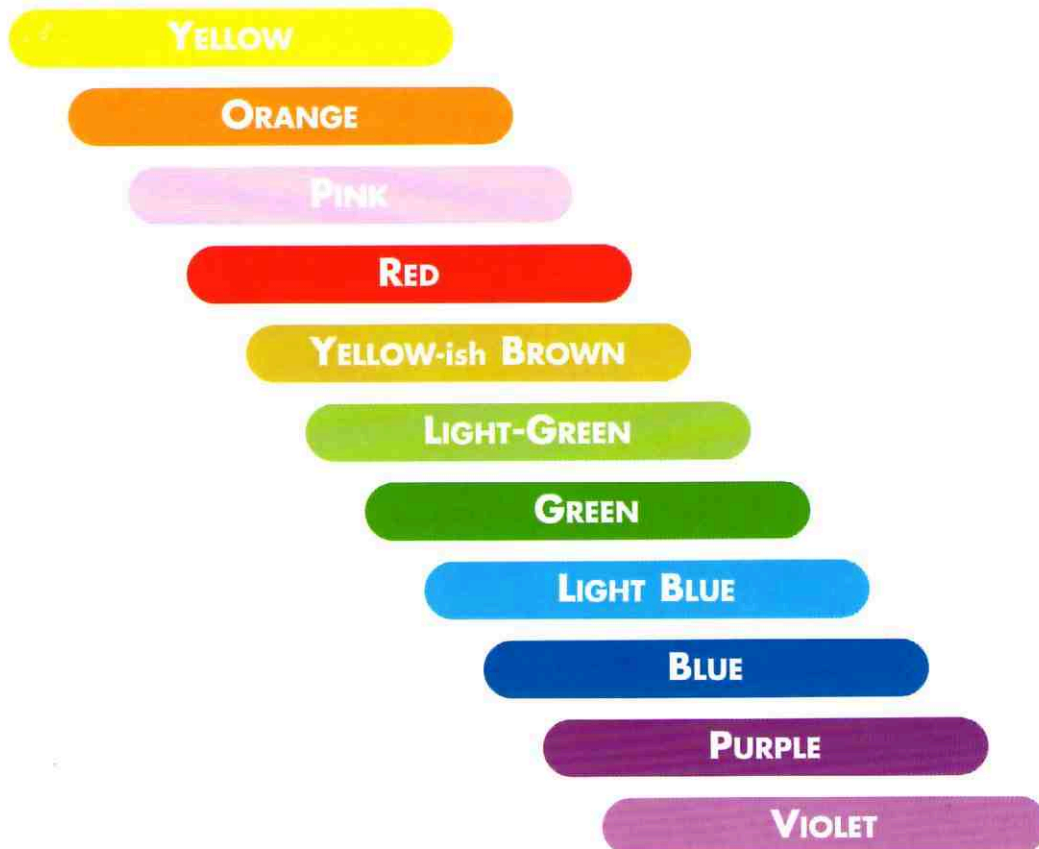 YELLOW
ORANGE
PINK
RED
YELLOW-ish BROWN
LIGHT-GREEN
GREEN
LIGHT BLUE
BLUE
PURPLE
VIOLET